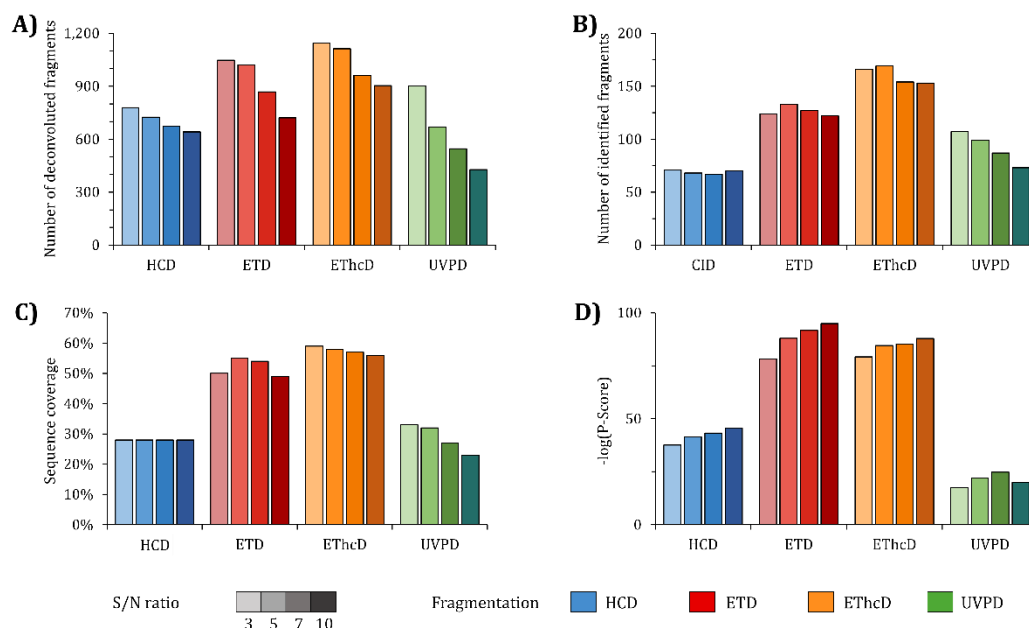 A)
Number of deconvoluted fragments
1,200
900
600
300
0
HCD ETD EThcD UVPD
B)
Number of identified fragments
200
150
100
50
0
CID ETD EThcD UVPD
C)
Sequence coverage
70%
60%
50%
40%
30%
20%
10%
0%
HCD ETD EThcD UVPD
D)
-log(P-Score)
100
50
0
HCD ETD EThcD UVPD
S/N ratio
3 5 7 10
Fragmentation HCD ETD EThcD UVPD